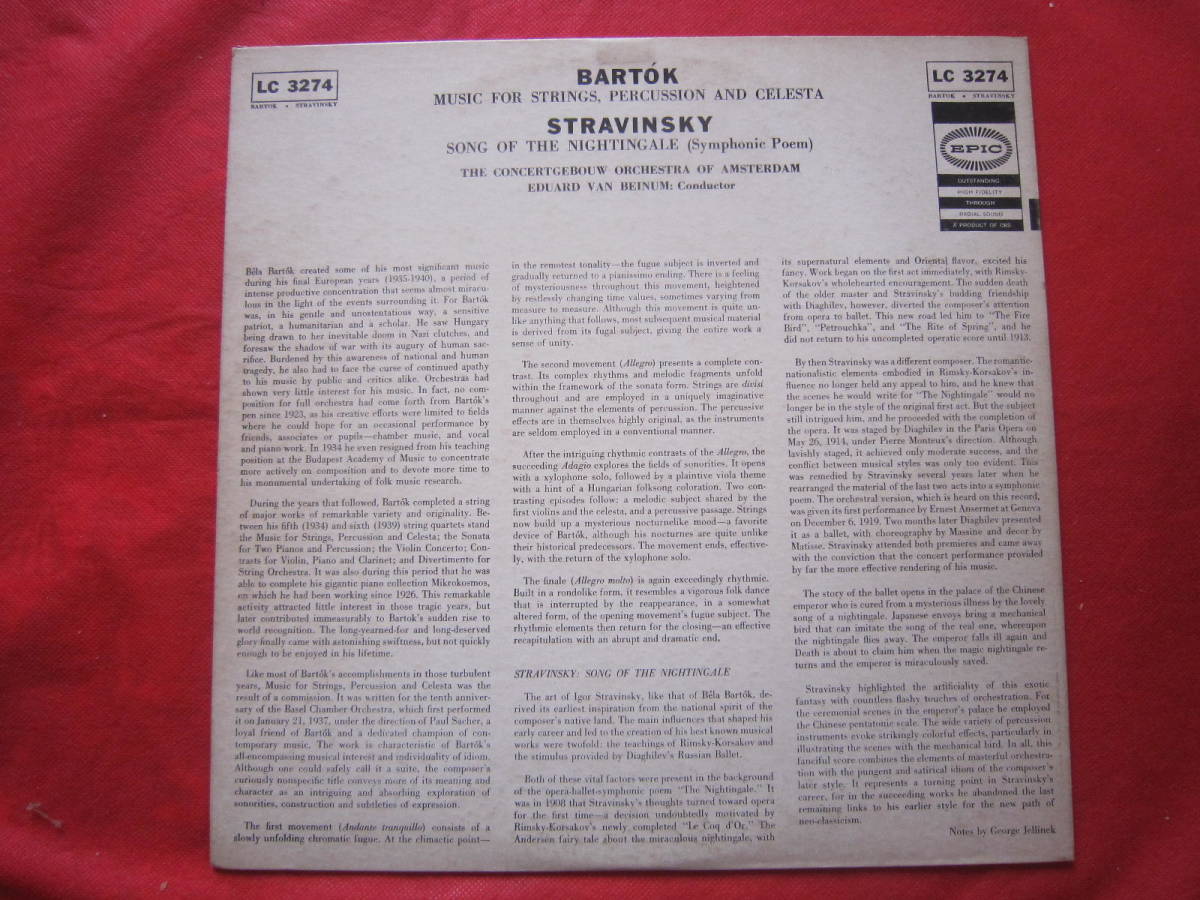 LC 3274
BARTOK • STRAVINSKY
BARTÓK
MUSIC FOR STRINGS, PERCUSSION AND CELESTA
STRAVINSKY
SONG OF THE NIGHTINGALE (Symphonic Poem)
THE CONCERTGEBOUW ORCHESTRA OF AMSTERDAM
EDUARD VAN BEINUM: Conductor
LC 3274
BARTOK • STRAVINSKY
EPIC
OUTSTANDING
HIGH FIDELITY
THROUGH
RADIAL SOUND
A PRODUCT OF CBS
Béla Bartók created some of his most significant music
during his final European years (1935-1940), a period of
intense productive concentration that seems almost miracu-
lous in the light of the events surrounding it. For Bartók
was, in his gentle and unostentatious way, a sensitive
patriot, a humanitarian and a scholar. He saw Hungary
being drawn to her inevitable doom in Nazi clutches, and
foresaw the shadow of war with its augury of human sac-
rifice. Burdened by this awareness of national and human
tragedy, he also had to face the curse of continued apathy
to his music by public and critics alike. Orchestras had
shown very little interest for his music. In fact, no com-
position for full orchestra had come forth from Bartók's
pen since 1923, as his creative efforts were limited to fields
where he could hope for an occasional performance by
friends, associates or pupils—chamber music, and vocal
and piano work. In 1934 he even resigned from his teaching
position at the Budapest Academy of Music to concentrate
more actively on composition and to devote more time to
his monumental undertaking of folk music research.
During the years that followed, Bartók completed a string
of major works of remarkable variety and originality. Be-
tween his fifth (1934) and sixth (1939) string quartets stand
the Music for Strings, Percussion and Celesta; the Sonata
for Two Pianos and Percussion; the Violin Concerto; Con-
trasts for Violin, Piano and Clarinet; and Divertimento for
String Orchestra. It was also during this period that he was
able to complete his gigantic piano collection Mikrokosmos,
on which he had been working since 1926. This remarkable
activity attracted little interest in those tragic years, but
later contributed immeasurably to Bartok's sudden rise to
world recognition. The long-yearned-for and long-deserved
glory finally came with astonishing swiftness, but not quickly
enough to be enjoyed in his lifetime.
Like most of Bartók's accomplishments in those turbulent
years, Music for Strings, Percussion and Celesta was the
result of a commission. It was written for the tenth anniver-
sary of the Basel Chamber Orchestra, which first performed
it on January 21, 1937, under the direction of Paul Sacher, a
loyal friend of Bartók and a dedicated champion of con-
temporary music. The work is characteristic of Bartók's
all-encompassing musical interest and individuality of idiom.
Although one could safely call it a suite, the composer's
curiously nonspecific title conveys more of its meaning and
character as an intriguing and absorbing exploration of
sonorities, construction and subtleties of expression.
The first movement (Andante tranquillo) consists of a
slowly unfolding chromatic fugue. At the climactic point—
in the remotest tonality—the fugue subject is inverted and
gradually returned to a pianissimo ending. There is a feeling
of mysteriousness throughout this movement, heightened
by restlessly changing time values, sometimes varying from
measure to measure. Although this movement is quite un-
like anything that follows, most subsequent musical material
is derived from its fugal subject, giving the entire work a
sense of unity.
The second movement (Allegro) presents a complete con-
trast. Its complex rhythms and melodic fragments unfold
within the framework of the sonata form. Strings are divisi
throughout and are employed in a uniquely imaginative
manner against the elements of percussion. The percussive
effects are in themselves highly original, as the instruments
are seldom employed in a conventional manner.
After the intriguing rhythmic contrasts of the Allegro, the
succeeding Adagio explores the fields of sonorities. It opens
with a xylophone solo, followed by a plaintive viola theme
with a hint of a Hungarian folksong coloration. Two con-
trasting episodes follow: a melodic subject shared by the
first violins and the celesta, and a percussive passage. Strings
now build up a mysterious nocturnelike mood—a favorite
device of Bartók, although his nocturnes are quite unlike
their historical predecessors. The movement ends, effective-
ly, with the return of the xylophone solo.
The finale (Allegro molto) is again exceedingly rhythmic.
Built in a rondolike form, it resembles a vigorous folk dance
that is interrupted by the reappearance, in a somewhat
altered form, of the opening movement's fugue subject. The
rhythmic elements then return for the closing—an effective
recapitulation with an abrupt and dramatic end.
STRAVINSKY: SONG OF THE NIGHTINGALE
The art of Igor Stravinsky, like that of Béla Bartók, de-
rived its earliest inspiration from the national spirit of the
composer's native land. The main influences that shaped his
early career and led to the creation of his best known musical
works were twofold: the teachings of Rimsky-Korsakov and
the stimulus provided by Diaghilev's Russian Ballet.
Both of these vital factors were present in the background
of the opera-ballet-symphonic poem "The Nightingale." It
was in 1908 that Stravinsky's thoughts turned toward opera
for the first time—a decision undoubtedly motivated by
Rimsky-Korsakov's newly completed "Le Coq d'Or." The
Andersen fairy tale about the miraculous nightingale, with
its supernatural elements and Oriental flavor, excited his
fancy. Work began on the first act immediately, with Rimsky-
Korsakov's wholehearted encouragement. The sudden death
of the older master and Stravinsky's budding friendship
with Diaghilev, however, diverted the composer's attention
from opera to ballet. This new road led him to "The Fire
Bird", "Petrouchka", and "The Rite of Spring", and he
did not return to his uncompleted operatic score until 1913.
By then Stravinsky was a different composer. The romantic-
nationalistic elements embodied in Rimsky-Korsakov's in-
fluence no longer held any appeal to him, and he knew that
the scenes he would write for "The Nightingale" would no
longer be in the style of the original first act. But the subject
still intrigued him, and he proceeded with the completion of
the opera. It was staged by Diaghilev in the Paris Opera on
May 26, 1914, under Pierre Monteux's direction. Although
lavishly staged, it achieved only moderate success, and the
conflict between musical styles was only too evident. This
was remedied by Stravinsky several years later when he
rearranged the material of the last two acts into a symphonic
poem. The orchestral version, which is heard on this record,
was given its first performance by Ernest Ansermet at Geneva
on December 6, 1919. Two months later Diaghilev presented
it as a ballet, with choreography by Massine and decor by
Matisse. Stravinsky attended both premieres and came away
with the conviction that the concert performance provided
by far the more effective rendering of his music.
The story of the ballet opens in the palace of the Chinese
emperor who is cured from a mysterious illness by the lovely
song of a nightingale. Japanese envoys bring a mechanical
bird that can imitate the song of the real one, whereupon
the nightingale flies away. The emperor falls ill again and
Death is about to claim him when the magic nightingale re-
turns and the emperor is miraculously saved.
Stravinsky highlighted the artificiality of this exotic
fantasy with countless flashy touches of orchestration. For
the ceremonial scenes in the emperor's palace he employed
the Chinese pentatonic scale. The wide variety of percussion
instruments evoke strikingly colorful effects, particularly in
illustrating the scenes with the mechanical bird. In all, this
fanciful score combines the elements of masterful orchestra-
tion with the pungent and satirical idiom of the composer's
later style. It represents a turning point in Stravinsky's
career, for in the succeeding works he abandoned the last
remaining links to his earlier style for the new path of
neo-classicism.
Notes by George Jellinek